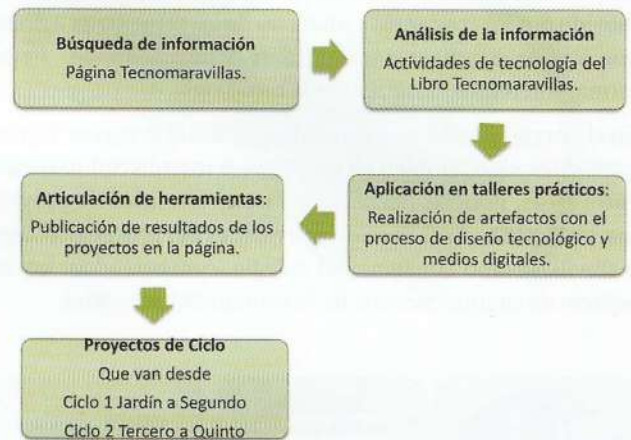 Búsqueda de información
Página Tecnomaravillas.
Análisis de la información
Actividades de tecnología del
Libro Tecnomaravillas.
Aplicación en talleres prácticos:
Realización de artefactos con el
proceso de diseño tecnológico y
medios digitales.
Articulación de herramientas:
Publicación de resultados de los
proyectos en la página.
Proyectos de Ciclo
Que van desde
Ciclo 1 Jardín a Segundo
Ciclo 2 Tercero a Quinto